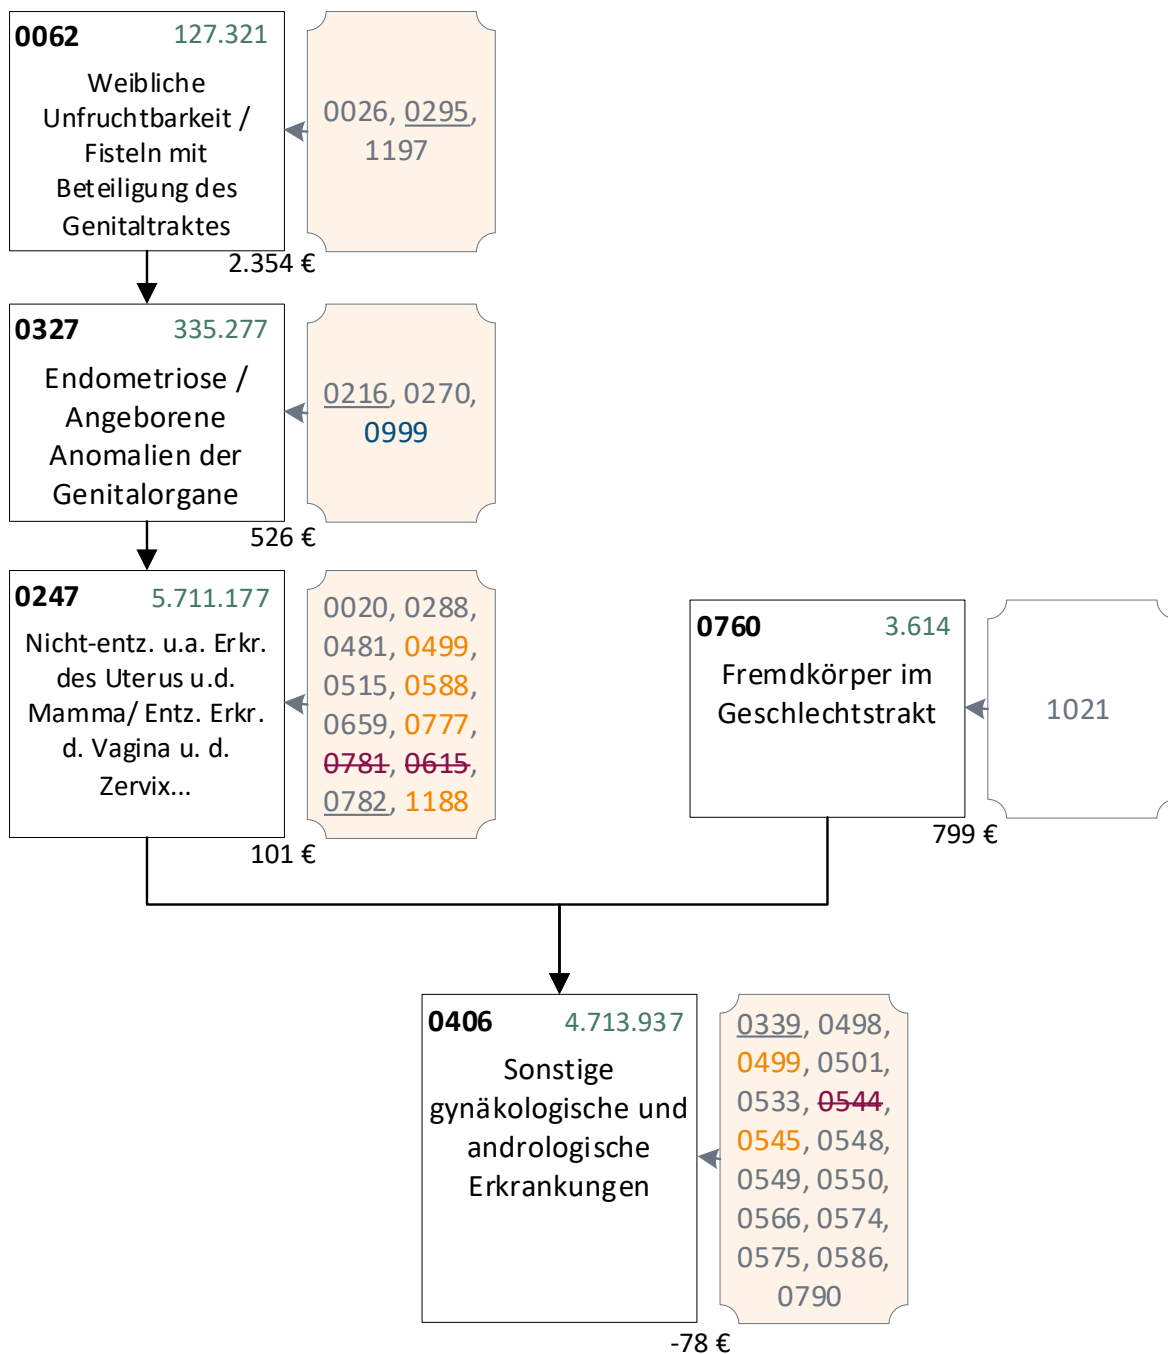 0062 127.321
Weibliche
Unfruchtbarkeit /
Fisteln mit
Beteiligung des
Genitaltraktes
0026, 0295,
1197
2.354 €
0327 335.277
Endometriose /
Angeborene
Anomalien der
Genitalorgane
0216, 0270,
0999
526 €
0247 5.711.177
Nicht-entz. u.a. Erkr.
des Uterus u.d.
Mamma/ Entz. Erkr.
d. Vagina u. d.
Zervix...
0020, 0288,
0481, 0499,
0515, 0588,
0659, 0777,
0781, 0615,
0782, 1188
101 €
0760 3.614
Fremdkörper im
Geschlechtstrakt
1021
799 €
0406 4.713.937
Sonstige
gynäkologische und
andrologische
Erkrankungen
0339, 0498,
0499, 0501,
0533, 0544,
0545, 0548,
0549, 0550,
0566, 0574,
0575, 0586,
0790
-78 €